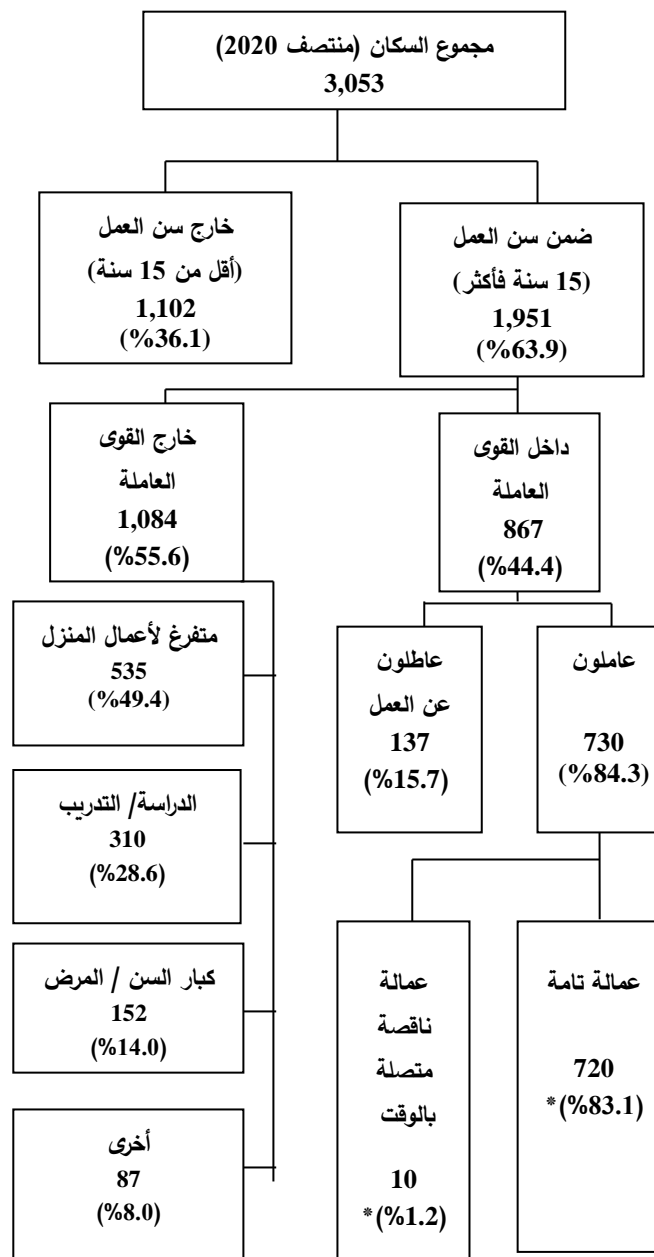 مجموع السكان (منتصف 2020)
3,053
ضمن سن العمل
(15 سنة فأكثر)
1,951
(%63.9)
خارج سن العمل
(أقل من 15 سنة)
1,102
(%36.1)
داخل القوى
العاملة
867
(%44.4)
خارج القوى
العاملة
1,084
(%55.6)
عاملون
730
(%84.3)
عاطلون
عن العمل
137
(%15.7)
متفرغ لأعمال المنزل
535
(%49.4)
الدراسة/ التدريب
310
(%28.6)
عمالة تامة
720
*(%83.1)
عمالة
ناقصة
متصلة
بالوقت
10
*(%1.2)
كبار السن / المرض
152
(%14.0)
أخرى
87
(%8.0)